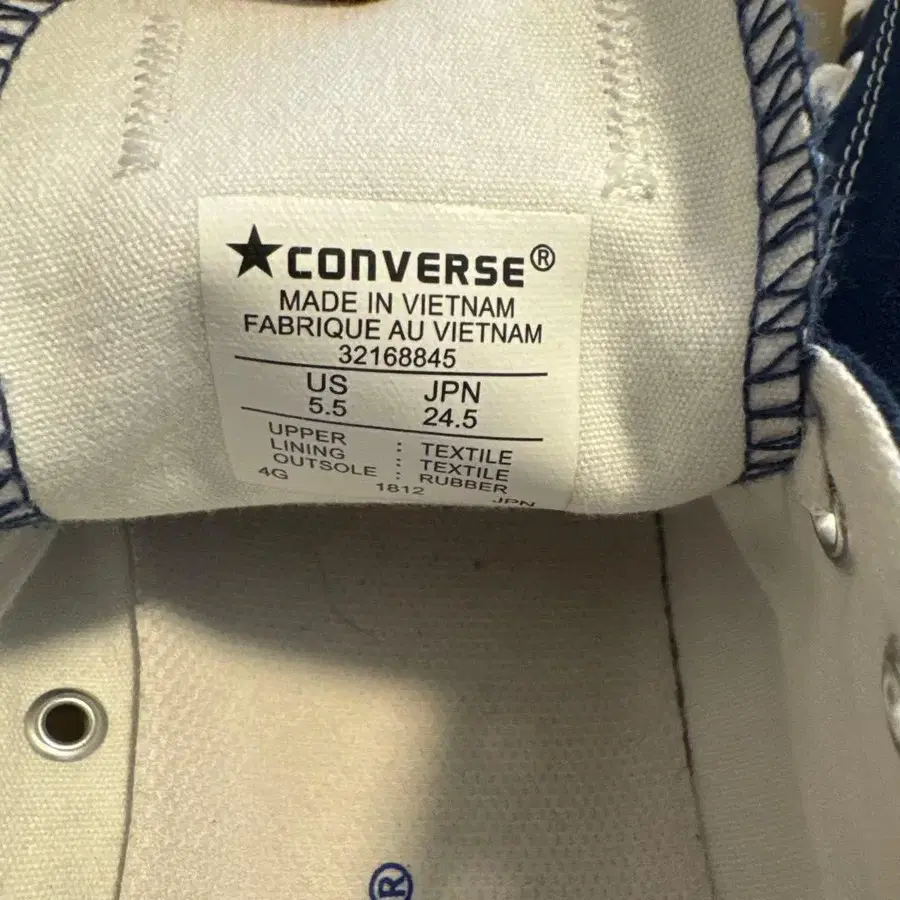 ★CONVERSE®
MADE IN VIETNAM
FABRIQUE AU VIETNAM
32168845
US JPN
5.5 24.5
UPPER : TEXTILE
LINING : TEXTILE
OUTSOLE : RUBBER
4G 1812 JPN
®